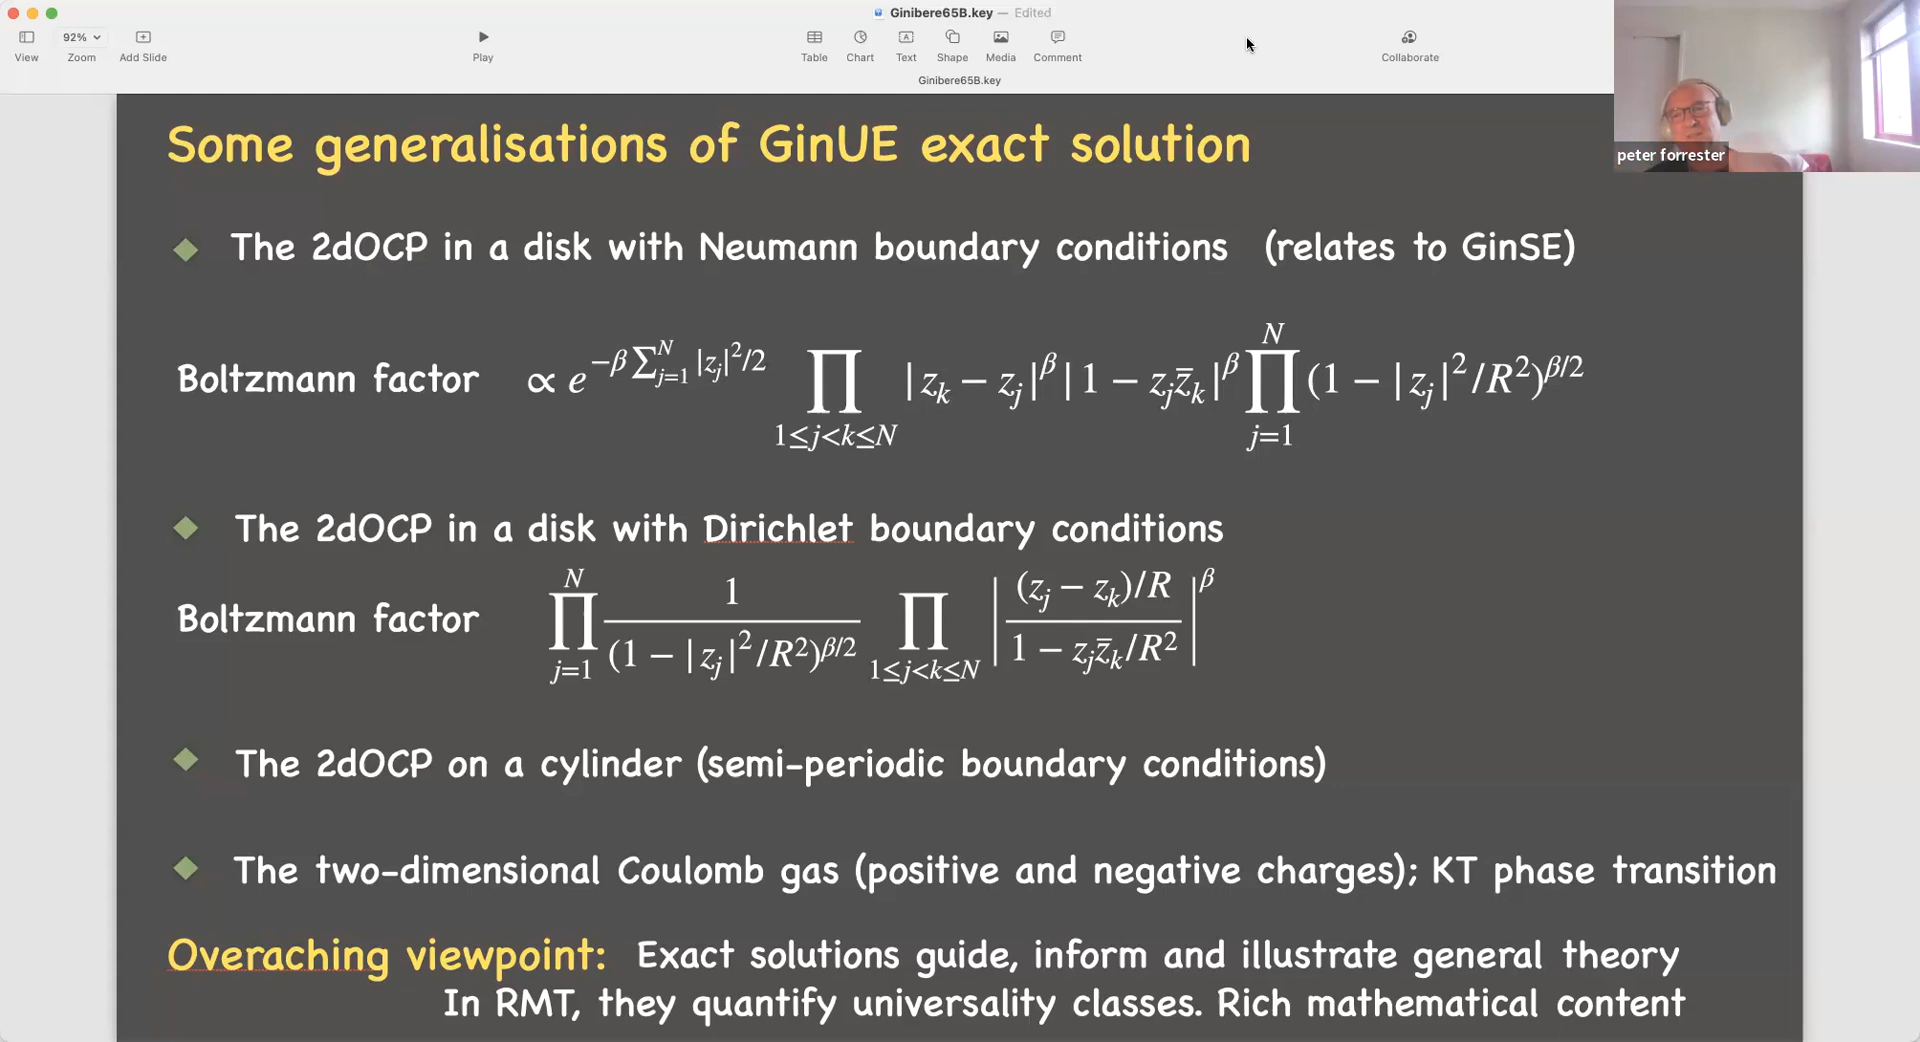 Ginibere65B.key — Edited
92%
View Zoom Add Slide Play Table Chart Text Shape Media Comment Collaborate
Ginibere65B.key
peter forrester
Some generalisations of GinUE exact solution
The 2dOCP in a disk with Neumann boundary conditions (relates to GinSE)
Boltzmann factor ∝ e^{−β∑_{j=1}^{N} |z_j|^2/2} ∏_{1≤j<k≤N} |z_k − z_j|^β |1 − z_j z̄_k|^β ∏_{j=1}^{N} (1 − |z_j|^2/R^2)^{β/2}
The 2dOCP in a disk with Dirichlet boundary conditions
Boltzmann factor ∏_{j=1}^{N} 1/(1 − |z_j|^2/R^2)^{β/2} ∏_{1≤j<k≤N} |((z_j − z_k)/R)/(1 − z_j z̄_k/R^2)|^β
The 2dOCP on a cylinder (semi-periodic boundary conditions)
The two-dimensional Coulomb gas (positive and negative charges); KT phase transition
Overaching viewpoint: Exact solutions guide, inform and illustrate general theory
In RMT, they quantify universality classes. Rich mathematical content